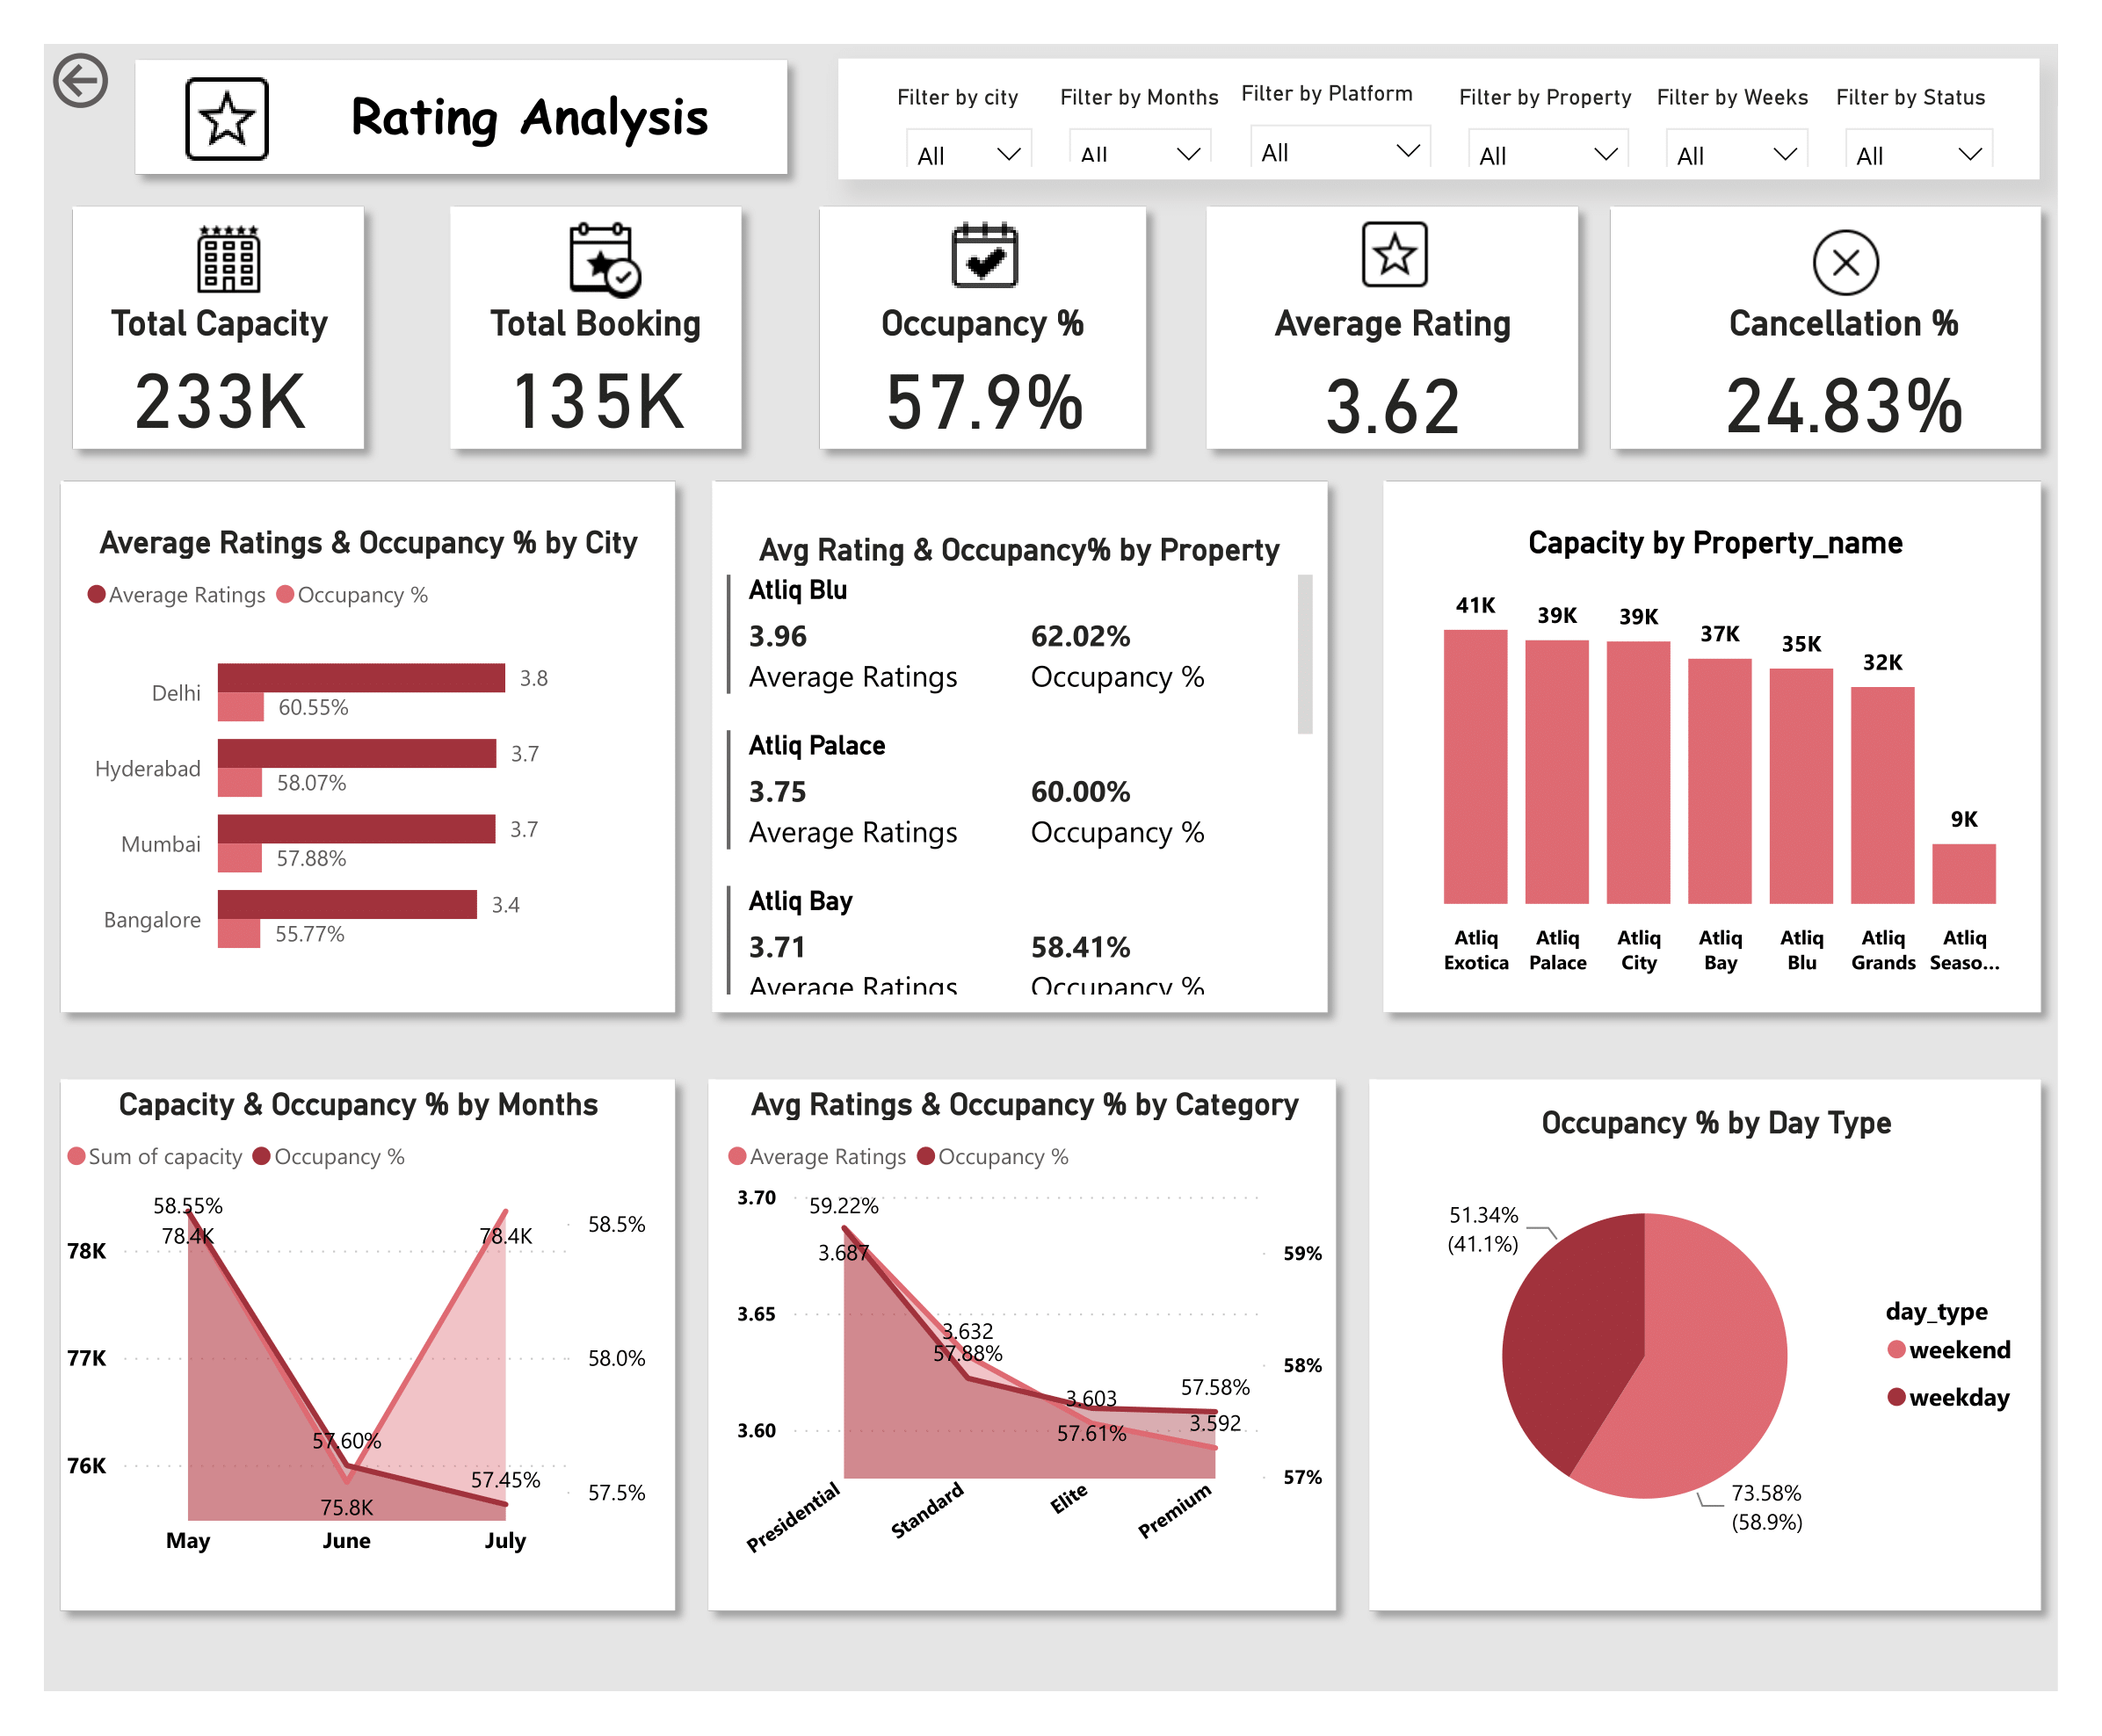 Rating Analysis
Filter by city
Filter by Months
Filter by Platform
Filter by Property
Filter by Weeks
Filter by Status
All
All
All
All
All
All
Total Capacity
233K
Total Booking
135K
Occupancy %
57.9%
Average Rating
3.62
Cancellation %
24.83%
Average Ratings & Occupancy % by City
Average Ratings
Occupancy %
Delhi
3.8
60.55%
Hyderabad
3.7
58.07%
Mumbai
3.7
57.88%
Bangalore
3.4
55.77%
Avg Rating & Occupancy% by Property
Atliq Blu
3.96
62.02%
Average Ratings
Occupancy %
Atliq Palace
3.75
60.00%
Average Ratings
Occupancy %
Atliq Bay
3.71
58.41%
Average Ratings
Occupancy %
Capacity by Property_name
41K
39K
39K
37K
35K
32K
9K
Atliq Exotica
Atliq Palace
Atliq City
Atliq Bay
Atliq Blu
Atliq Grands
Atliq Seaso...
Capacity & Occupancy % by Months
Sum of capacity
Occupancy %
58.55%
78.4K
78.4K
78K
77K
76K
58.5%
58.0%
57.5%
57.60%
75.8K
57.45%
May
June
July
Avg Ratings & Occupancy % by Category
Average Ratings
Occupancy %
3.70
3.65
3.60
59%
58%
57%
59.22%
3.687
3.632
57.88%
3.603
57.61%
57.58%
3.592
Presidential
Standard
Elite
Premium
Occupancy % by Day Type
51.34%
(41.1%)
73.58%
(58.9%)
day_type
weekend
weekday